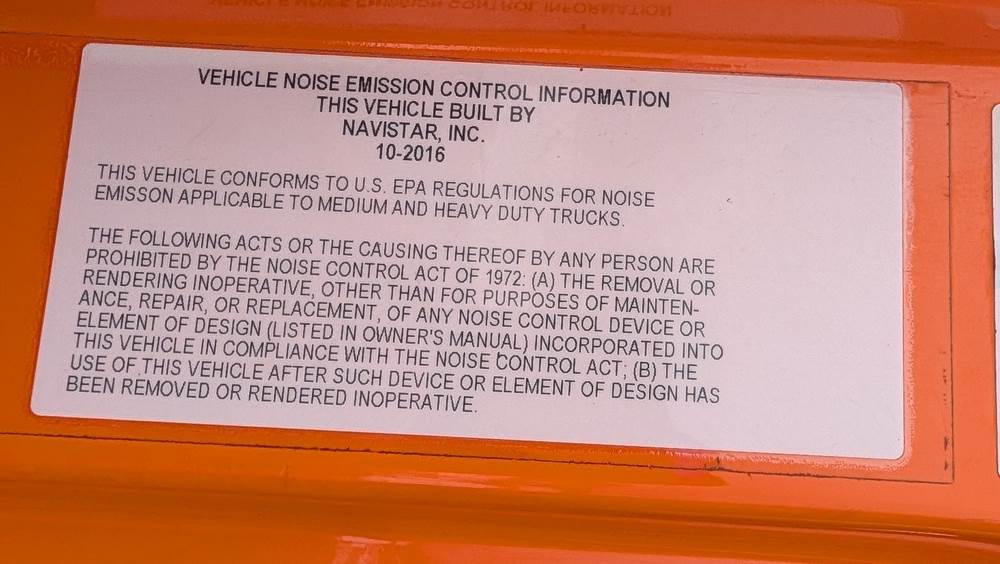 VEHICLE NOISE EMISSION CONTROL INFORMATION
THIS VEHICLE BUILT BY
NAVISTAR, INC.
10-2016
THIS VEHICLE CONFORMS TO U.S. EPA REGULATIONS FOR NOISE
EMISSON APPLICABLE TO MEDIUM AND HEAVY DUTY TRUCKS.
THE FOLLOWING ACTS OR THE CAUSING THEREOF BY ANY PERSON ARE
PROHIBITED BY THE NOISE CONTROL ACT OF 1972: (A) THE REMOVAL OR
RENDERING INOPERATIVE, OTHER THAN FOR PURPOSES OF MAINTEN-
ANCE, REPAIR, OR REPLACEMENT, OF ANY NOISE CONTROL DEVICE OR
ELEMENT OF DESIGN (LISTED IN OWNER'S MANUAL) INCORPORATED INTO
THIS VEHICLE IN COMPLIANCE WITH THE NOISE CONTROL ACT; (B) THE
USE OF THIS VEHICLE AFTER SUCH DEVICE OR ELEMENT OF DESIGN HAS
BEEN REMOVED OR RENDERED INOPERATIVE.